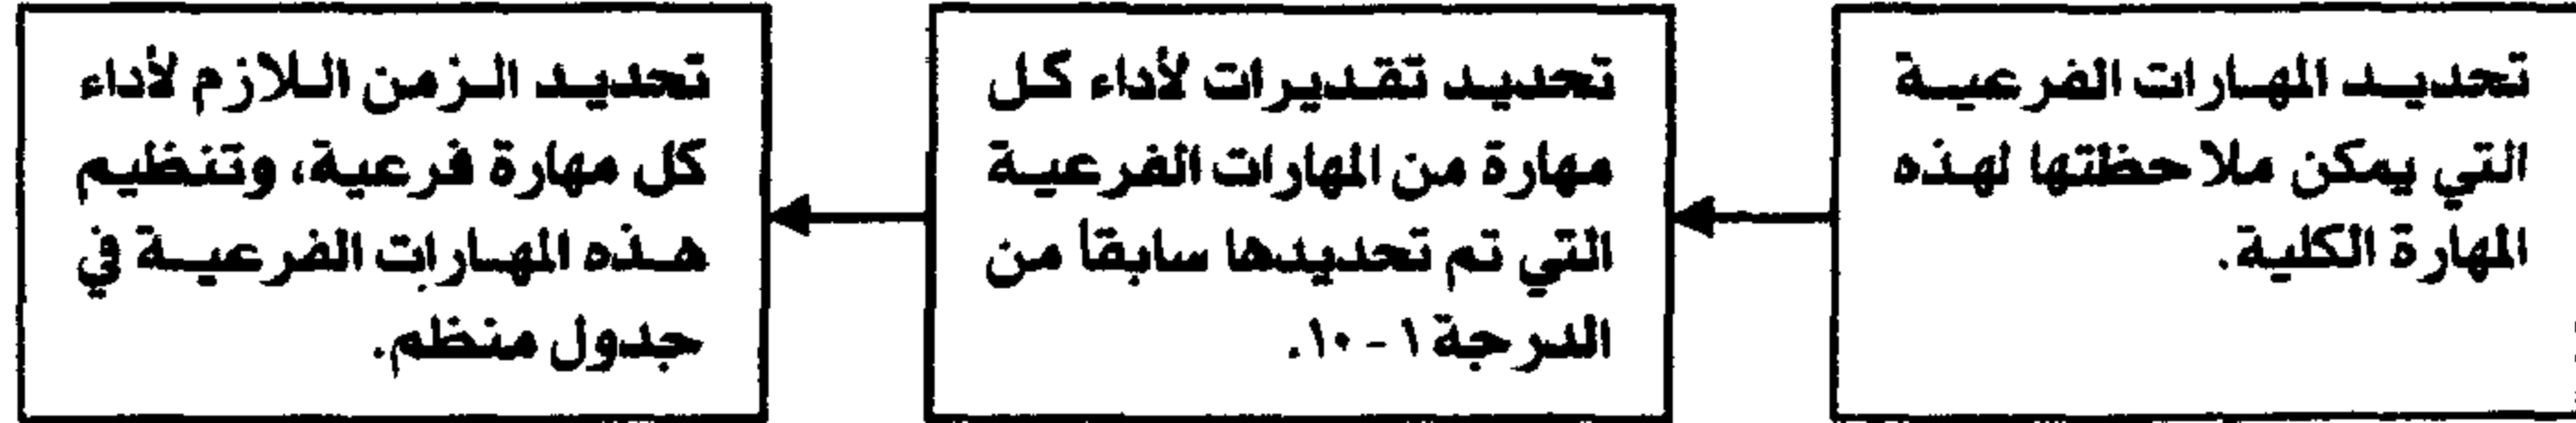 تحديد المهارات الفرعية
التي يمكن ملاحظتها لهذه
المهارة الكلية.
تحديد تقديرات لأداء كل
مهارة من المهارات الفرعية
التي تم تحديدها سابقاً من
الدرجة ١ - ١٠.
تحديد الزمن اللازم لأداء
كل مهارة فرعية، وتنظيم
هذه المهارات الفرعية في
جدول منظم.